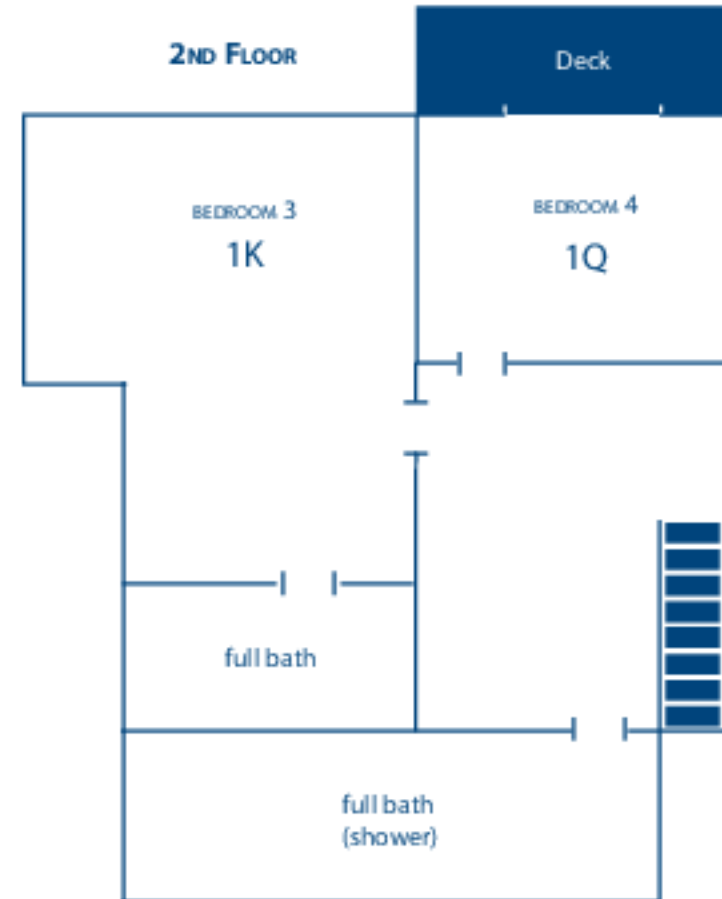 2ND FLOOR
Deck
BEDROOM 3
1K
BEDROOM 4
1Q
full bath
full bath
(shower)